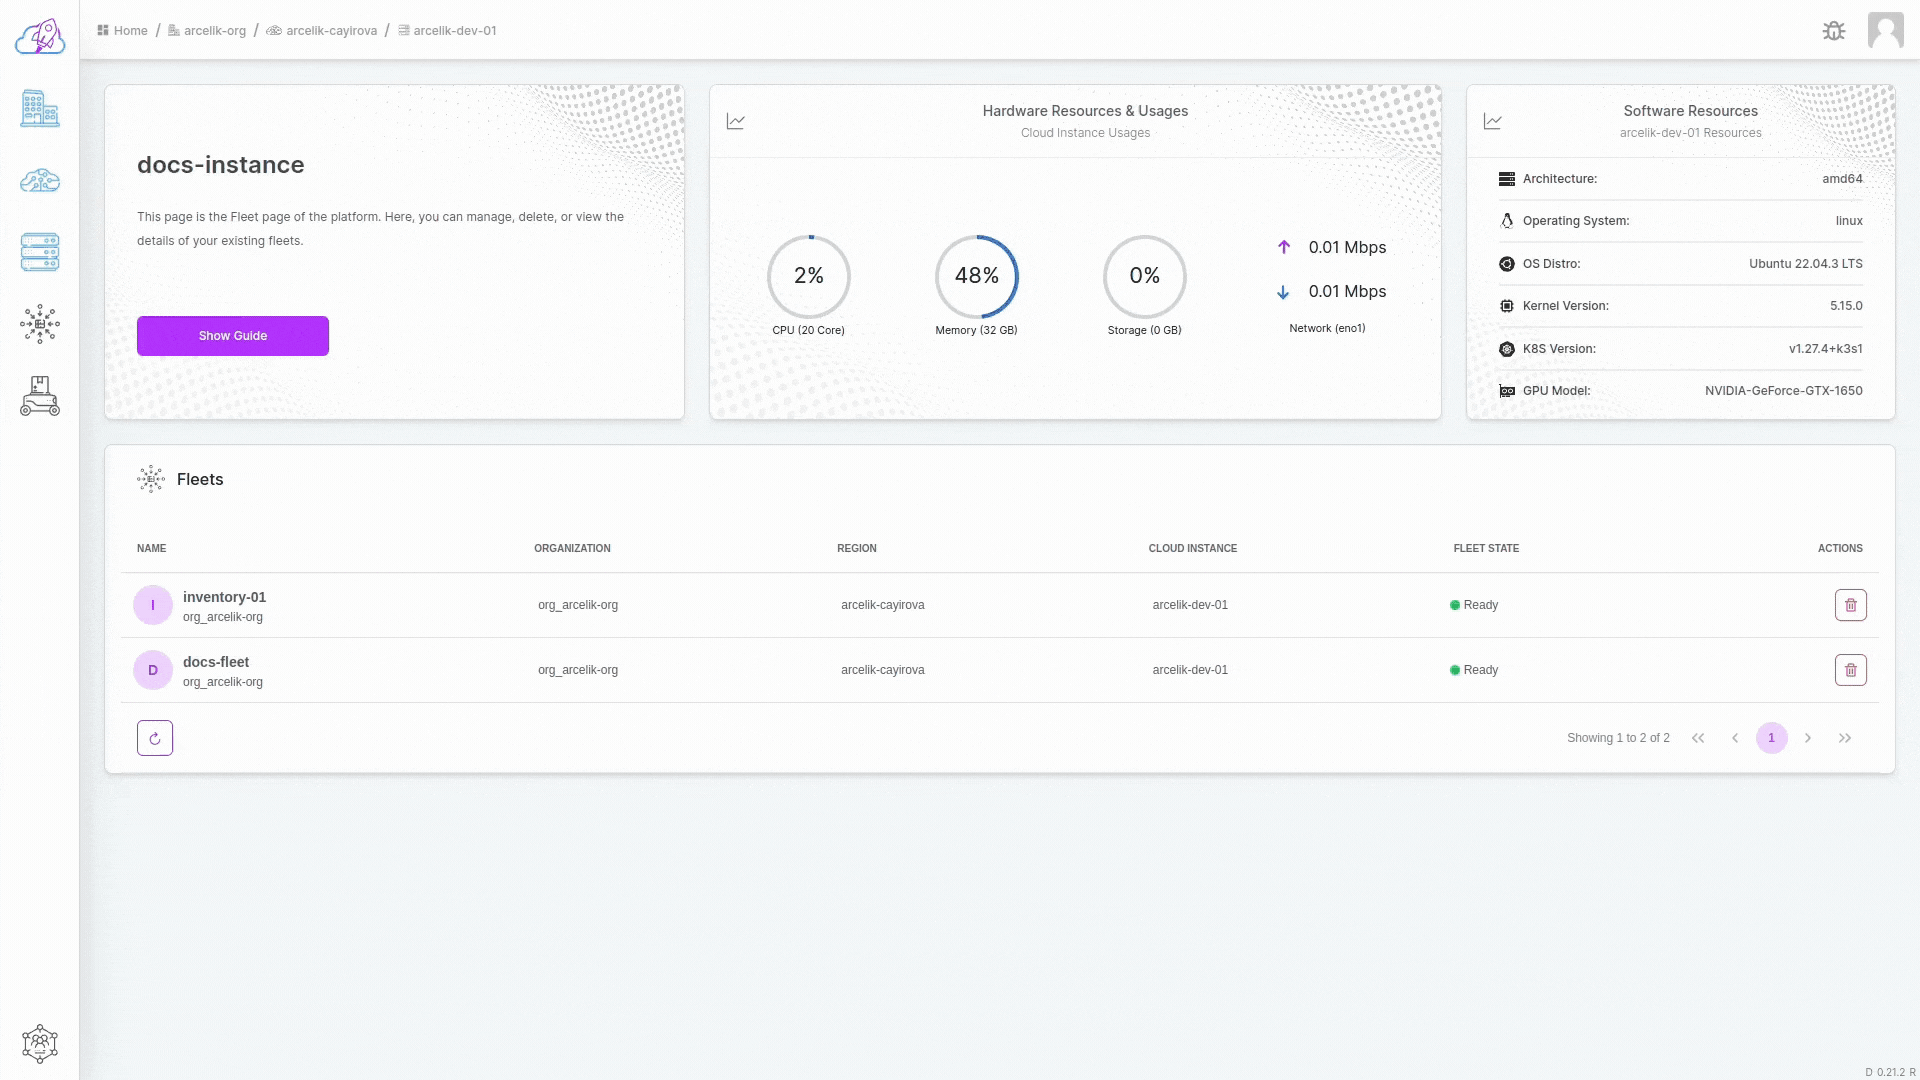 Home / arcelik-org / arcelik-cayirova / arcelik-dev-01
docs-instance
This page is the Fleet page of the platform. Here, you can manage, delete, or view the
details of your existing fleets.
Show Guide
Hardware Resources & Usages
Cloud Instance Usages
2%
CPU (20 Core)
48%
Memory (32 GB)
0%
Storage (0 GB)
0.01 Mbps
0.01 Mbps
Network (eno1)
Software Resources
arcelik-dev-01 Resources
Architecture: amd64
Operating System: linux
OS Distro: Ubuntu 22.04.3 LTS
Kernel Version: 5.15.0
K8S Version: v1.27.4+k3s1
GPU Model: NVIDIA-GeForce-GTX-1650
Fleets
NAME ORGANIZATION REGION CLOUD INSTANCE FLEET STATE ACTIONS
I inventory-01 org_arcelik-org arcelik-cayirova arcelik-dev-01 Ready
org_arcelik-org
D docs-fleet org_arcelik-org arcelik-cayirova arcelik-dev-01 Ready
org_arcelik-org
Showing 1 to 2 of 2 1
D 0.21.2 R